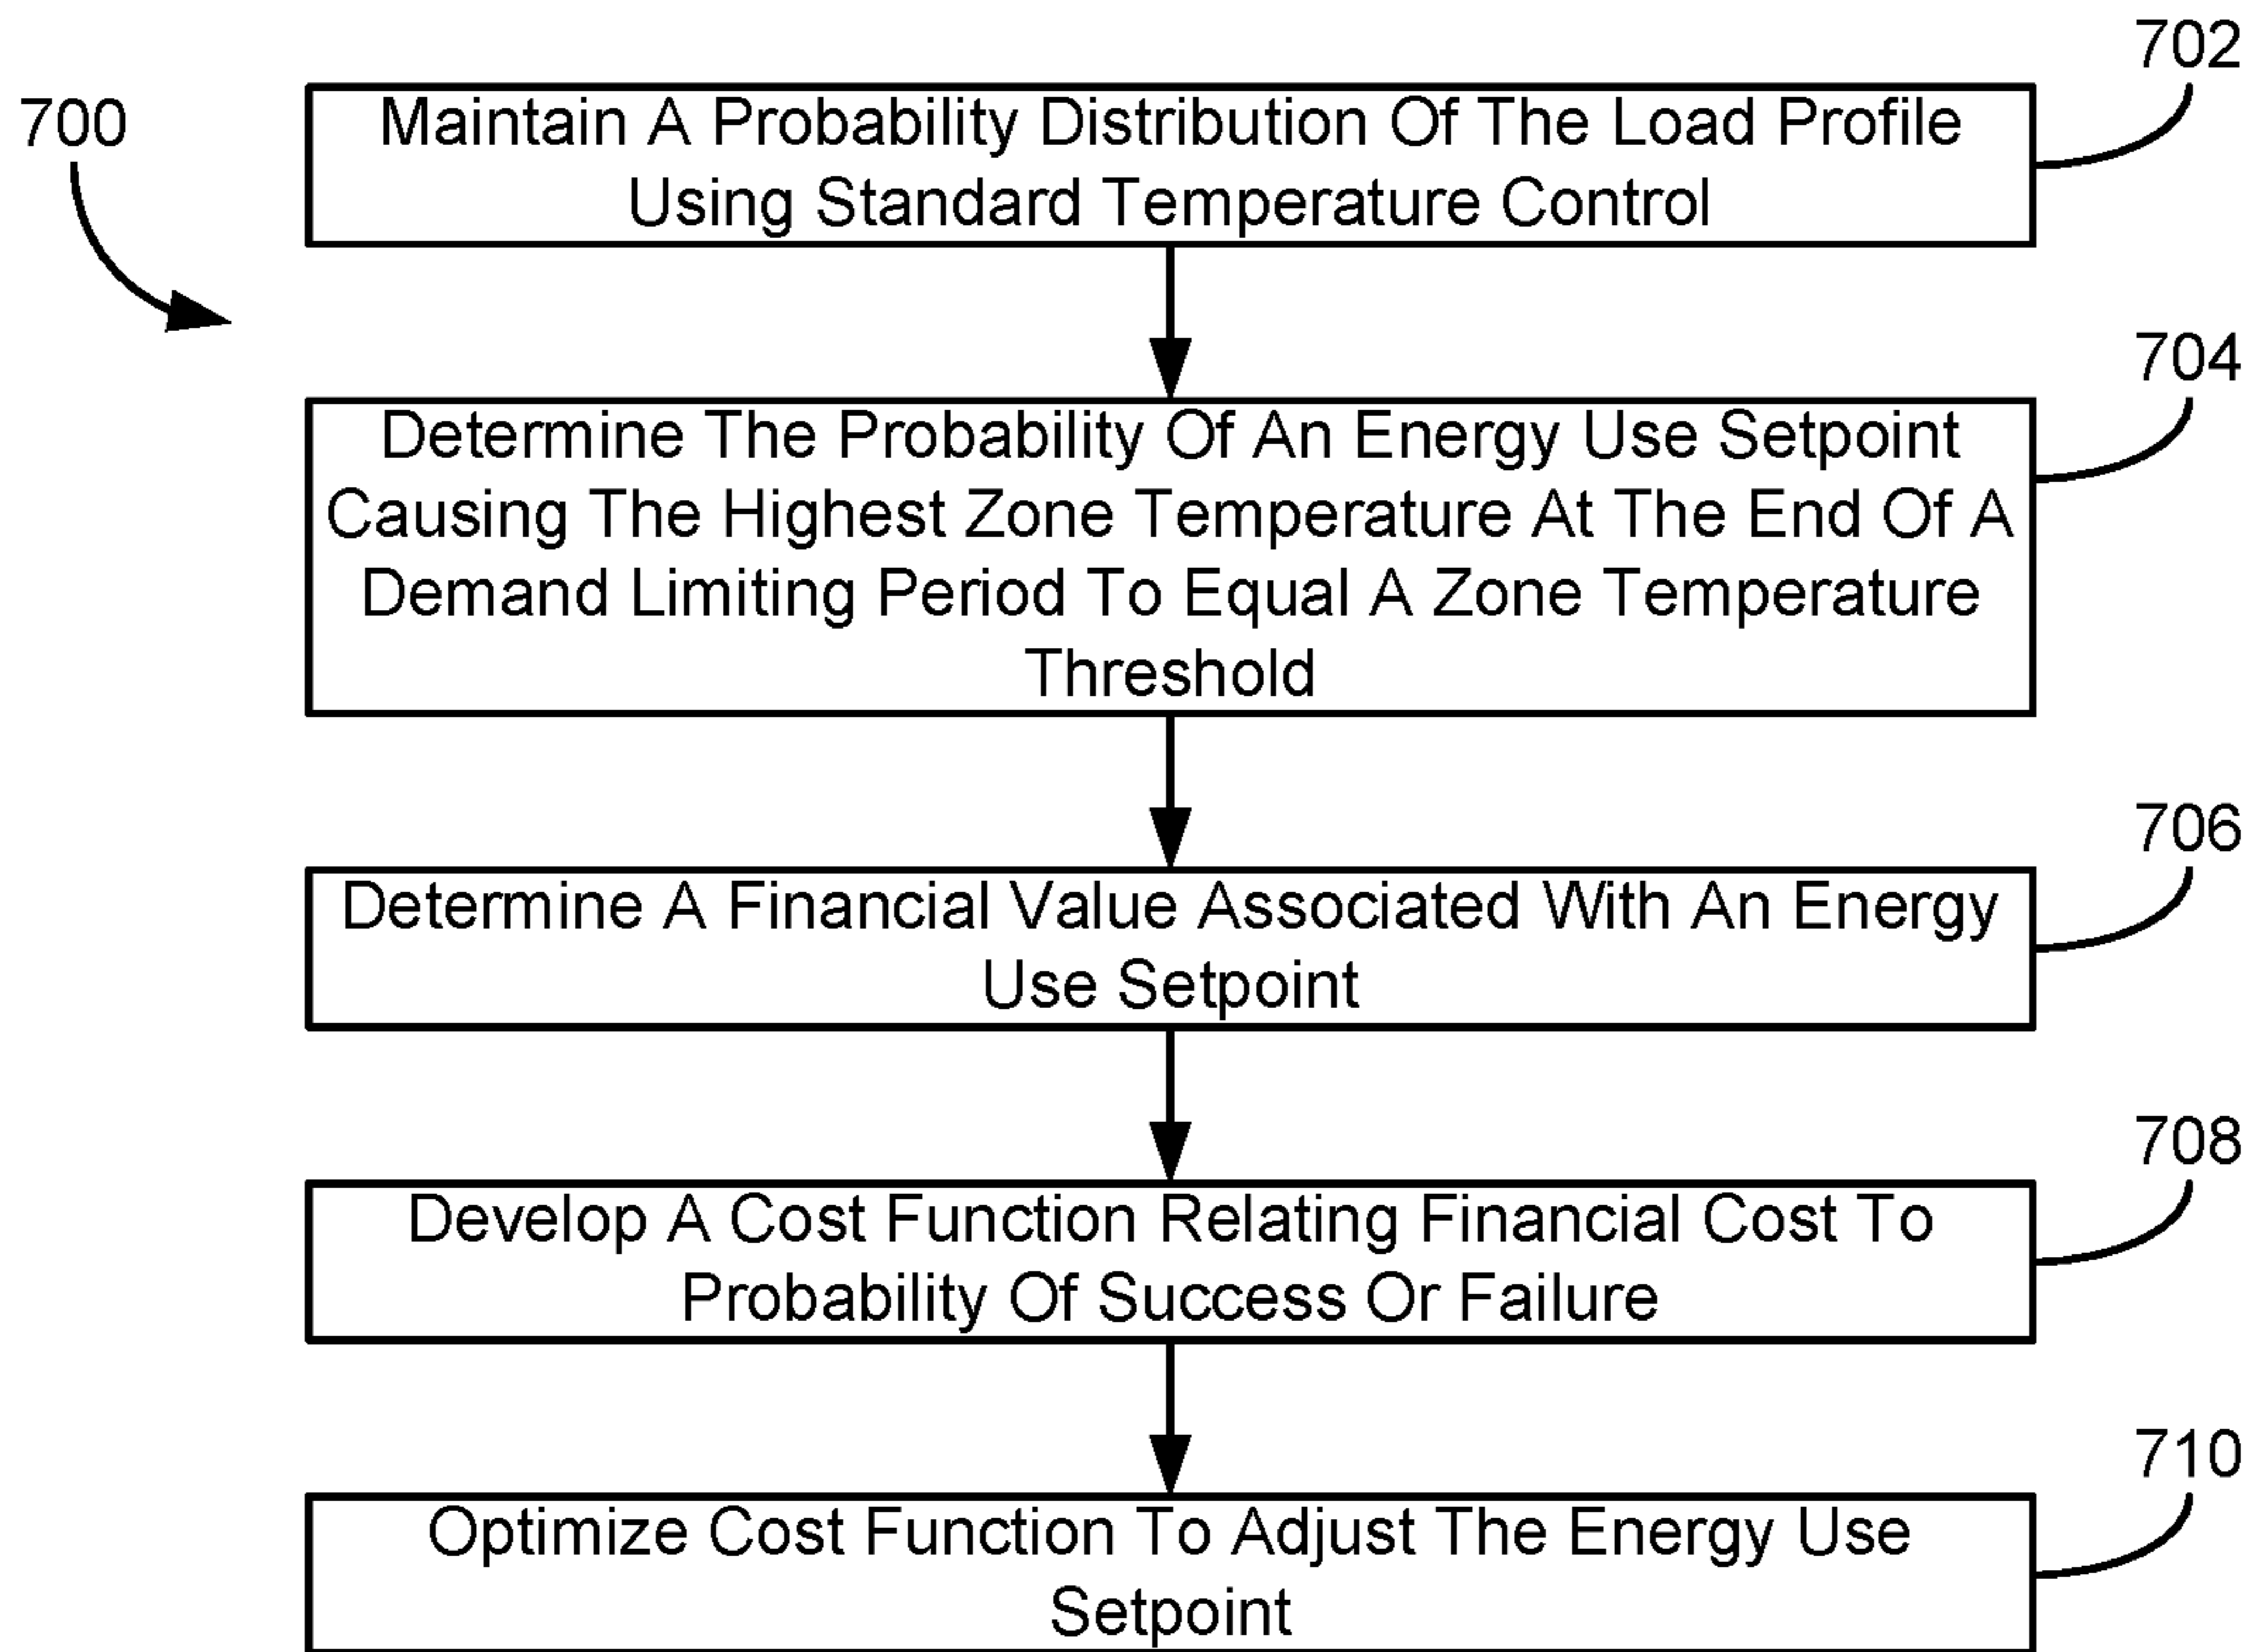 702
700
Maintain A Probability Distribution Of The Load Profile
Using Standard Temperature Control
704
Determine The Probability Of An Energy Use Setpoint
Causing The Highest Zone Temperature At The End Of A
Demand Limiting Period To Equal A Zone Temperature
Threshold
706
Determine A Financial Value Associated With An Energy
Use Setpoint
708
Develop A Cost Function Relating Financial Cost To
Probability Of Success Or Failure
710
Optimize Cost Function To Adjust The Energy Use
Setpoint